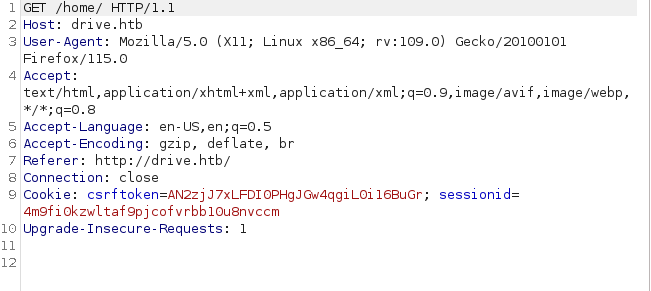 1 GET /home/ HTTP/1.1
2 Host: drive.htb
3 User-Agent: Mozilla/5.0 (X11; Linux x86_64; rv:109.0) Gecko/20100101
Firefox/115.0
4 Accept:
text/html,application/xhtml+xml,application/xml;q=0.9,image/avif,image/webp,
*/*;q=0.8
5 Accept-Language: en-US,en;q=0.5
6 Accept-Encoding: gzip, deflate, br
7 Referer: http://drive.htb/
8 Connection: close
9 Cookie: csrftoken=AN2zjJ7xLFDI0PHgJGw4qgiL0i16BuGr; sessionid=
4m9fi0kzwltaf9pjcofvrbb10u8nvccm
10 Upgrade-Insecure-Requests: 1
11
12